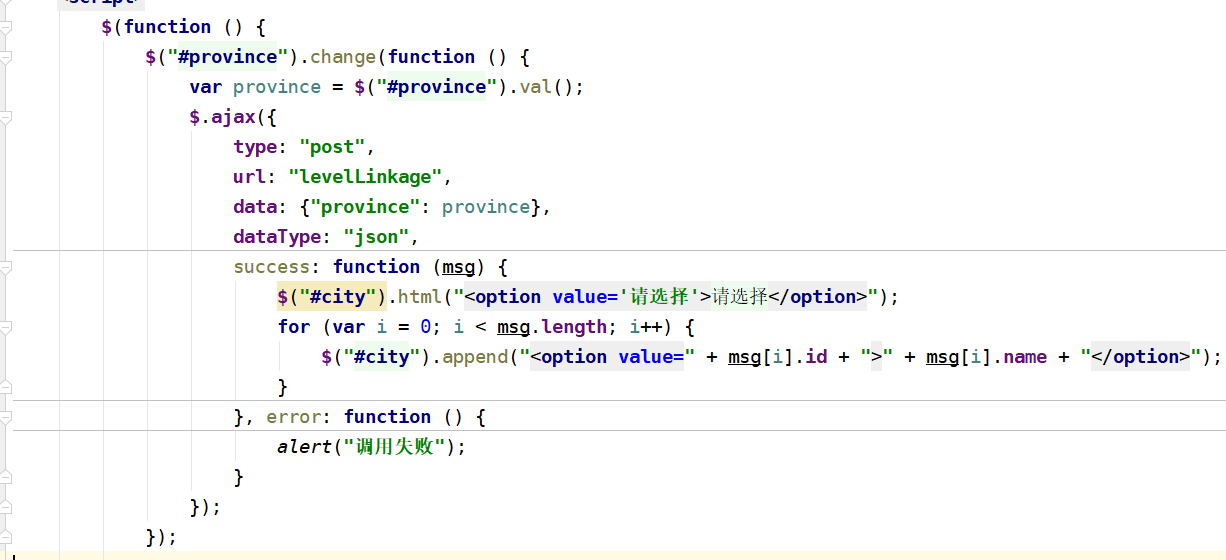 <script>
$(function () {
$("#province").change(function () {
var province = $("#province").val();
$.ajax({
type: "post",
url: "levelLinkage",
data: {"province": province},
dataType: "json",
success: function (msg) {
$("#city").html("<option value='请选择'>请选择</option>");
for (var i = 0; i < msg.length; i++) {
$("#city").append("<option value=" + msg[i].id + ">" + msg[i].name + "</option>");
}
}, error: function () {
alert("调用失败");
}
});
});